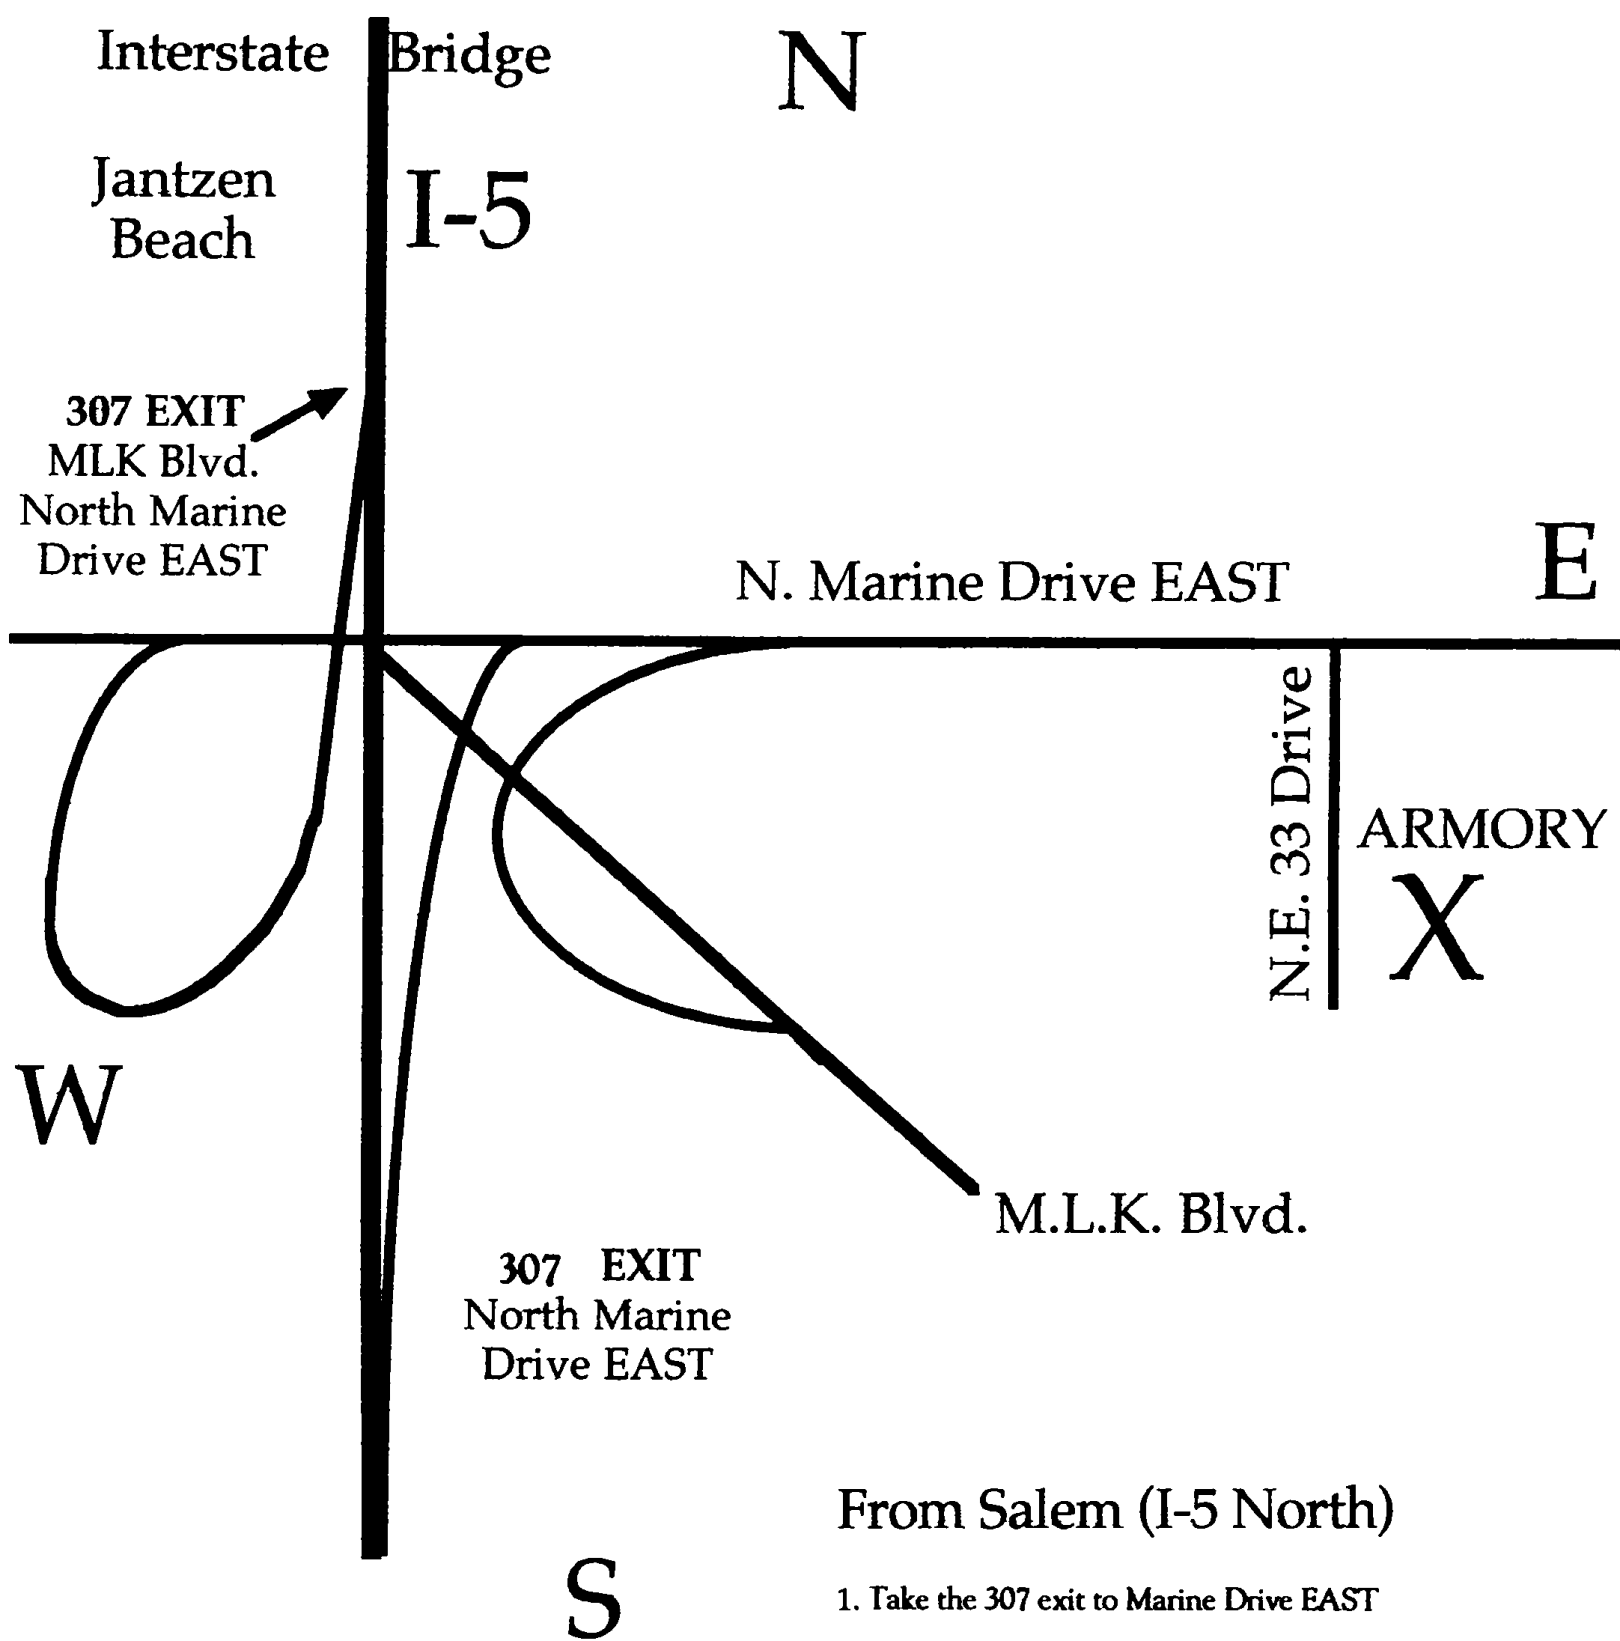 Interstate Bridge
N
Jantzen
Beach
I-5
307 EXIT
MLK Blvd.
North Marine
Drive EAST
E
N. Marine Drive EAST
N.E. 33 Drive
ARMORY
X
W
M.L.K. Blvd.
307 EXIT
North Marine
Drive EAST
From Salem (I-5 North)
S
1. Take the 307 exit to Marine Drive EAST